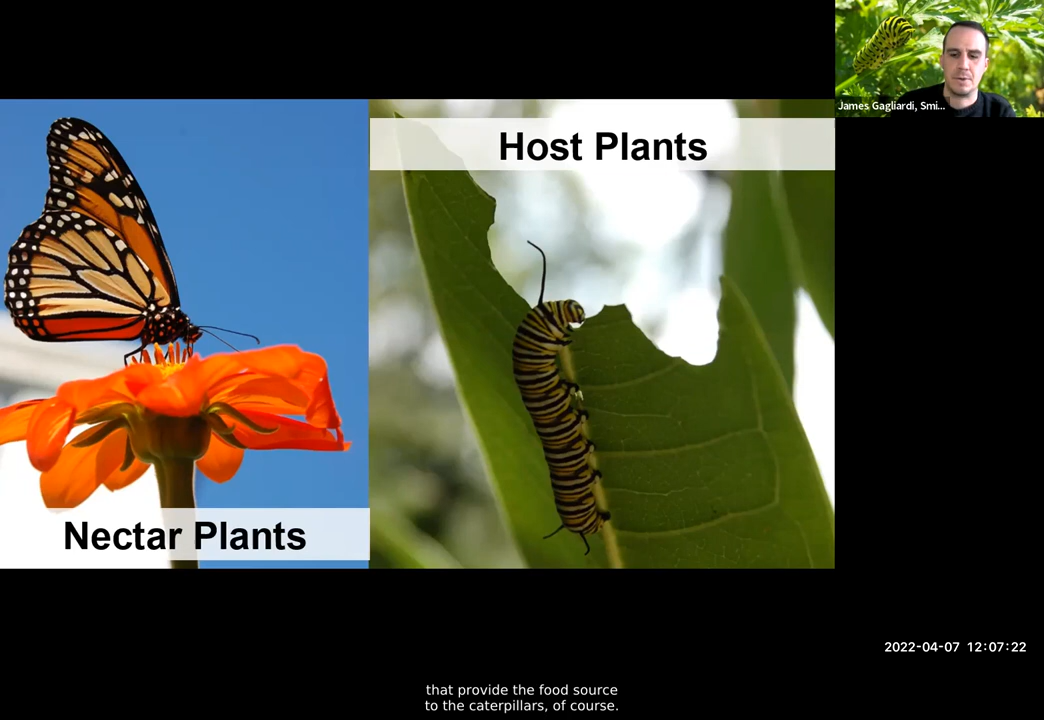 James Gagliardi, Smi...
Host Plants
Nectar Plants
2022-04-07 12:07:22
that provide the food source
to the caterpillars, of course.